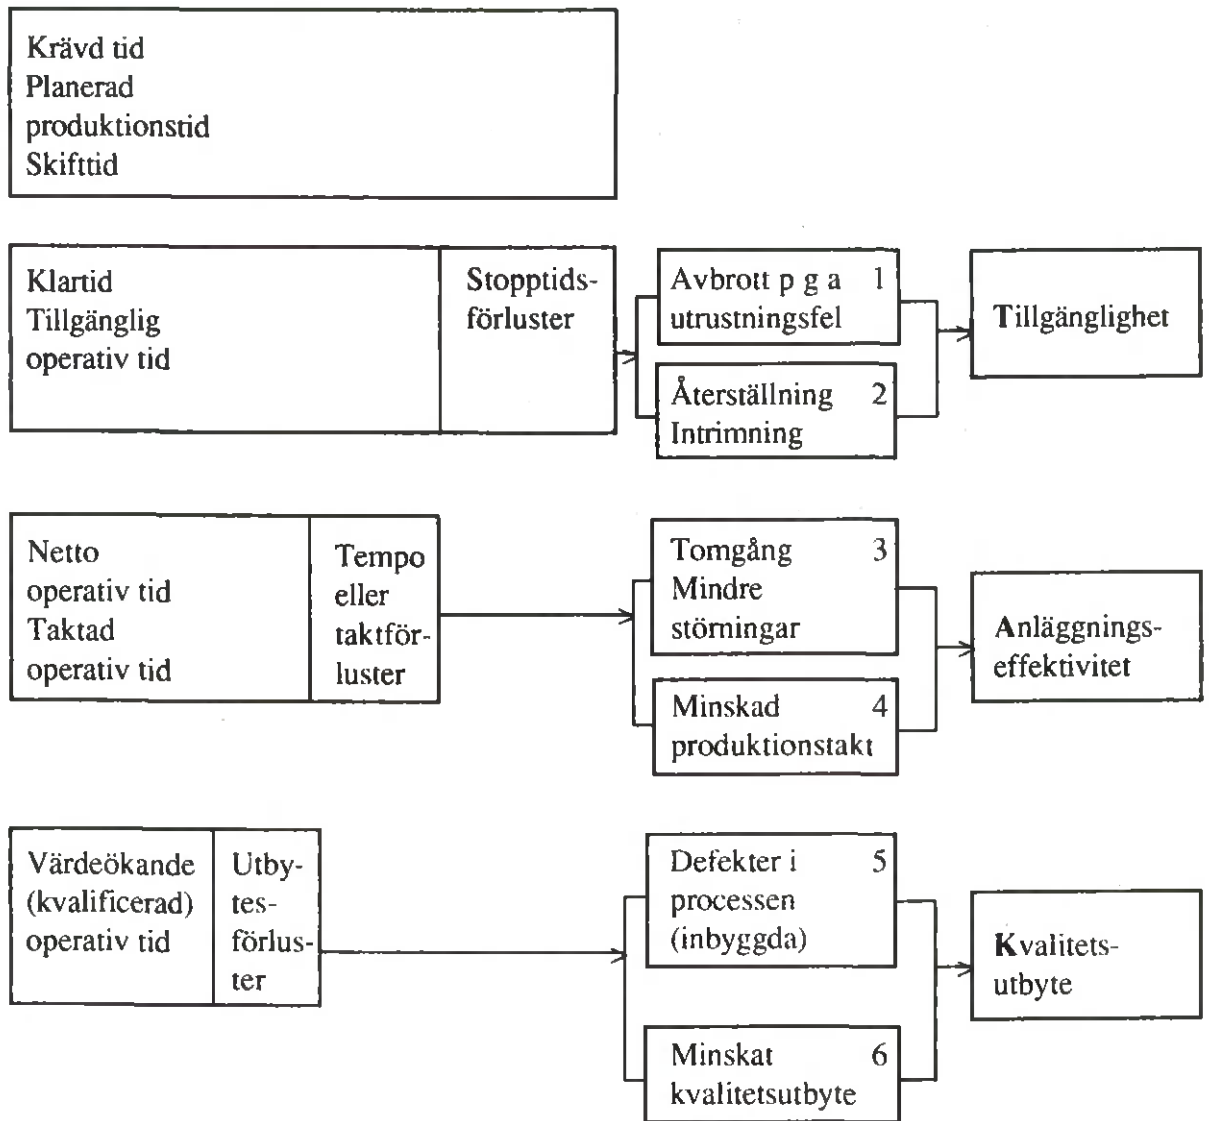 Krävd tid
Planerad
produktionstid
Skifttid
Klartid
Tillgänglig
operativ tid
Stopptids-
förluster
Avbrott p g a 1
utrustningsfel
Återställning 2
Intrimning
Tillgänglighet
Netto
operativ tid
Taktad
operativ tid
Tempo
eller
taktför-
luster
Tomgång 3
Mindre
störningar
Minskad 4
produktionstakt
Anläggnings-
effektivitet
Värdeökande
(kvalificerad)
operativ tid
Utby-
tes-
förlus-
ter
Defekter i 5
processen
(inbyggda)
Minskat 6
kvalitetsutbyte
Kvalitets-
utbyte